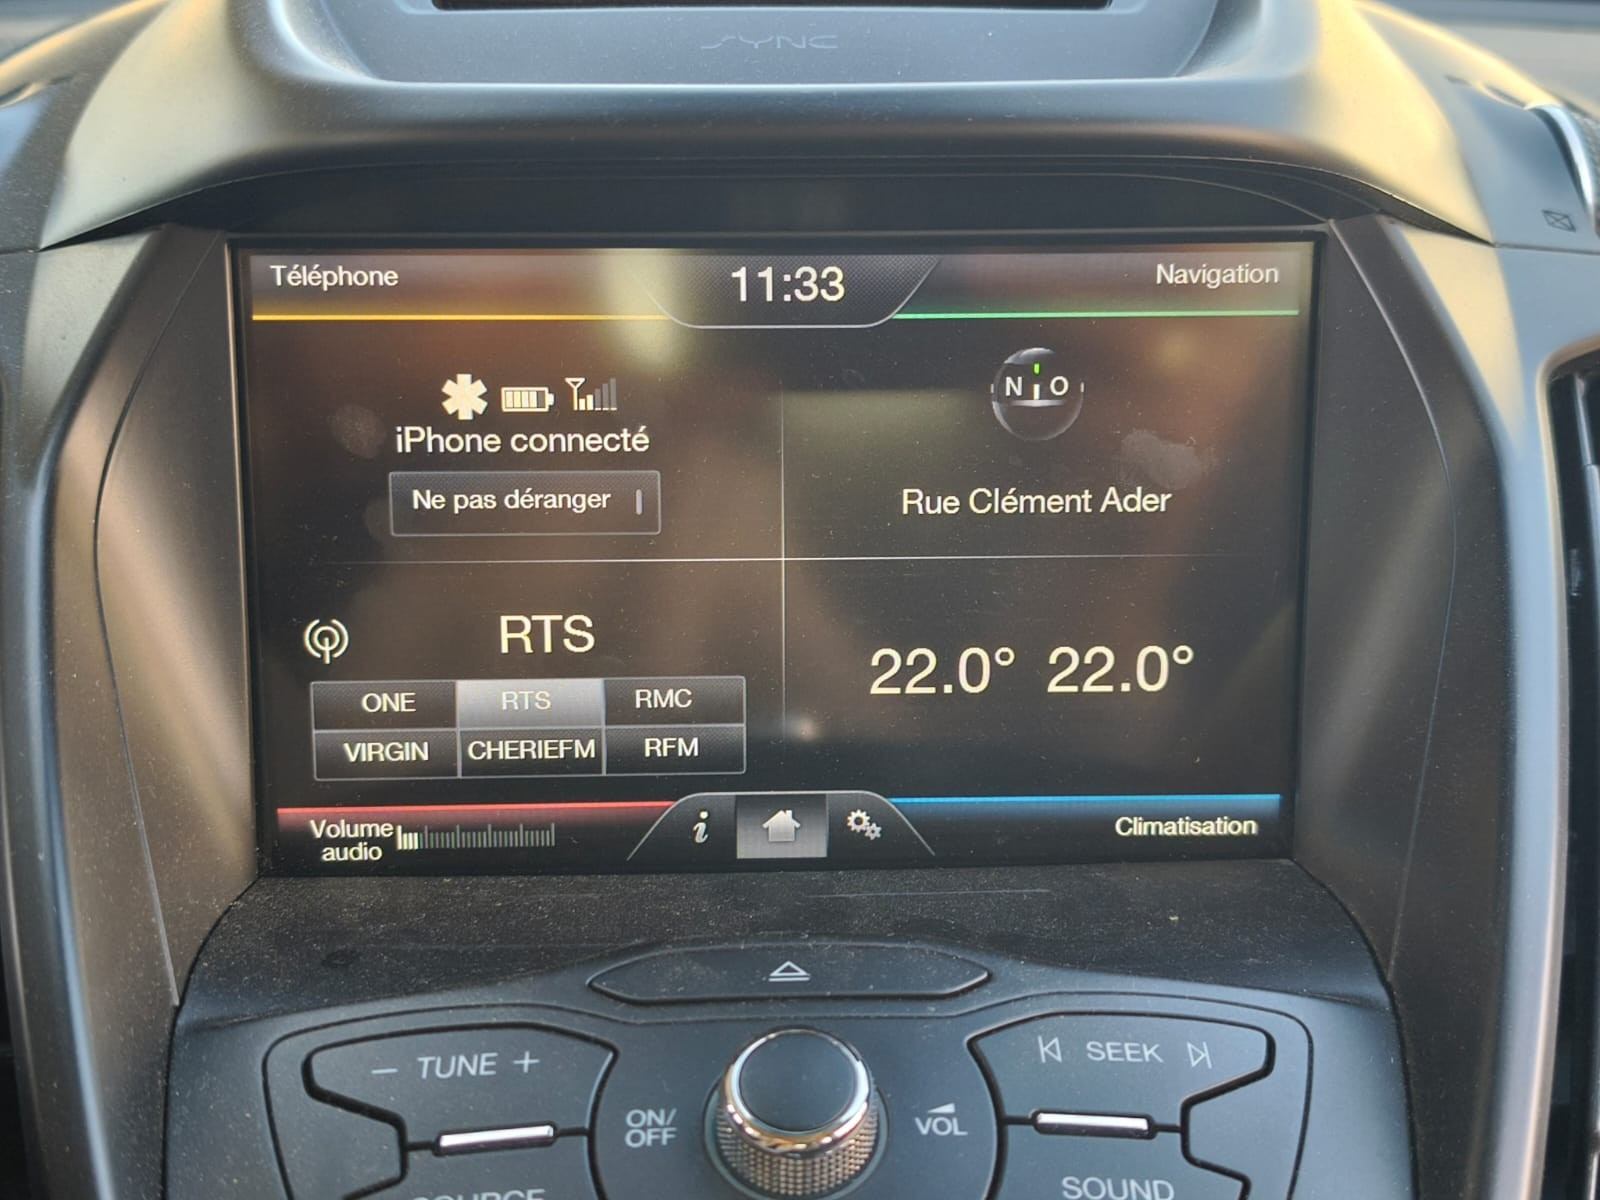 SYNC
Téléphone
11:33
Navigation
N O
iPhone connecté
Ne pas déranger
Rue Clément Ader
RTS
ONE RTS RMC
VIRGIN CHERIEFM RFM
22.0° 22.0°
Volume
audio
i
Climatisation
− TUNE +
SEEK
ON/
OFF
VOL
SOURCE
SOUND